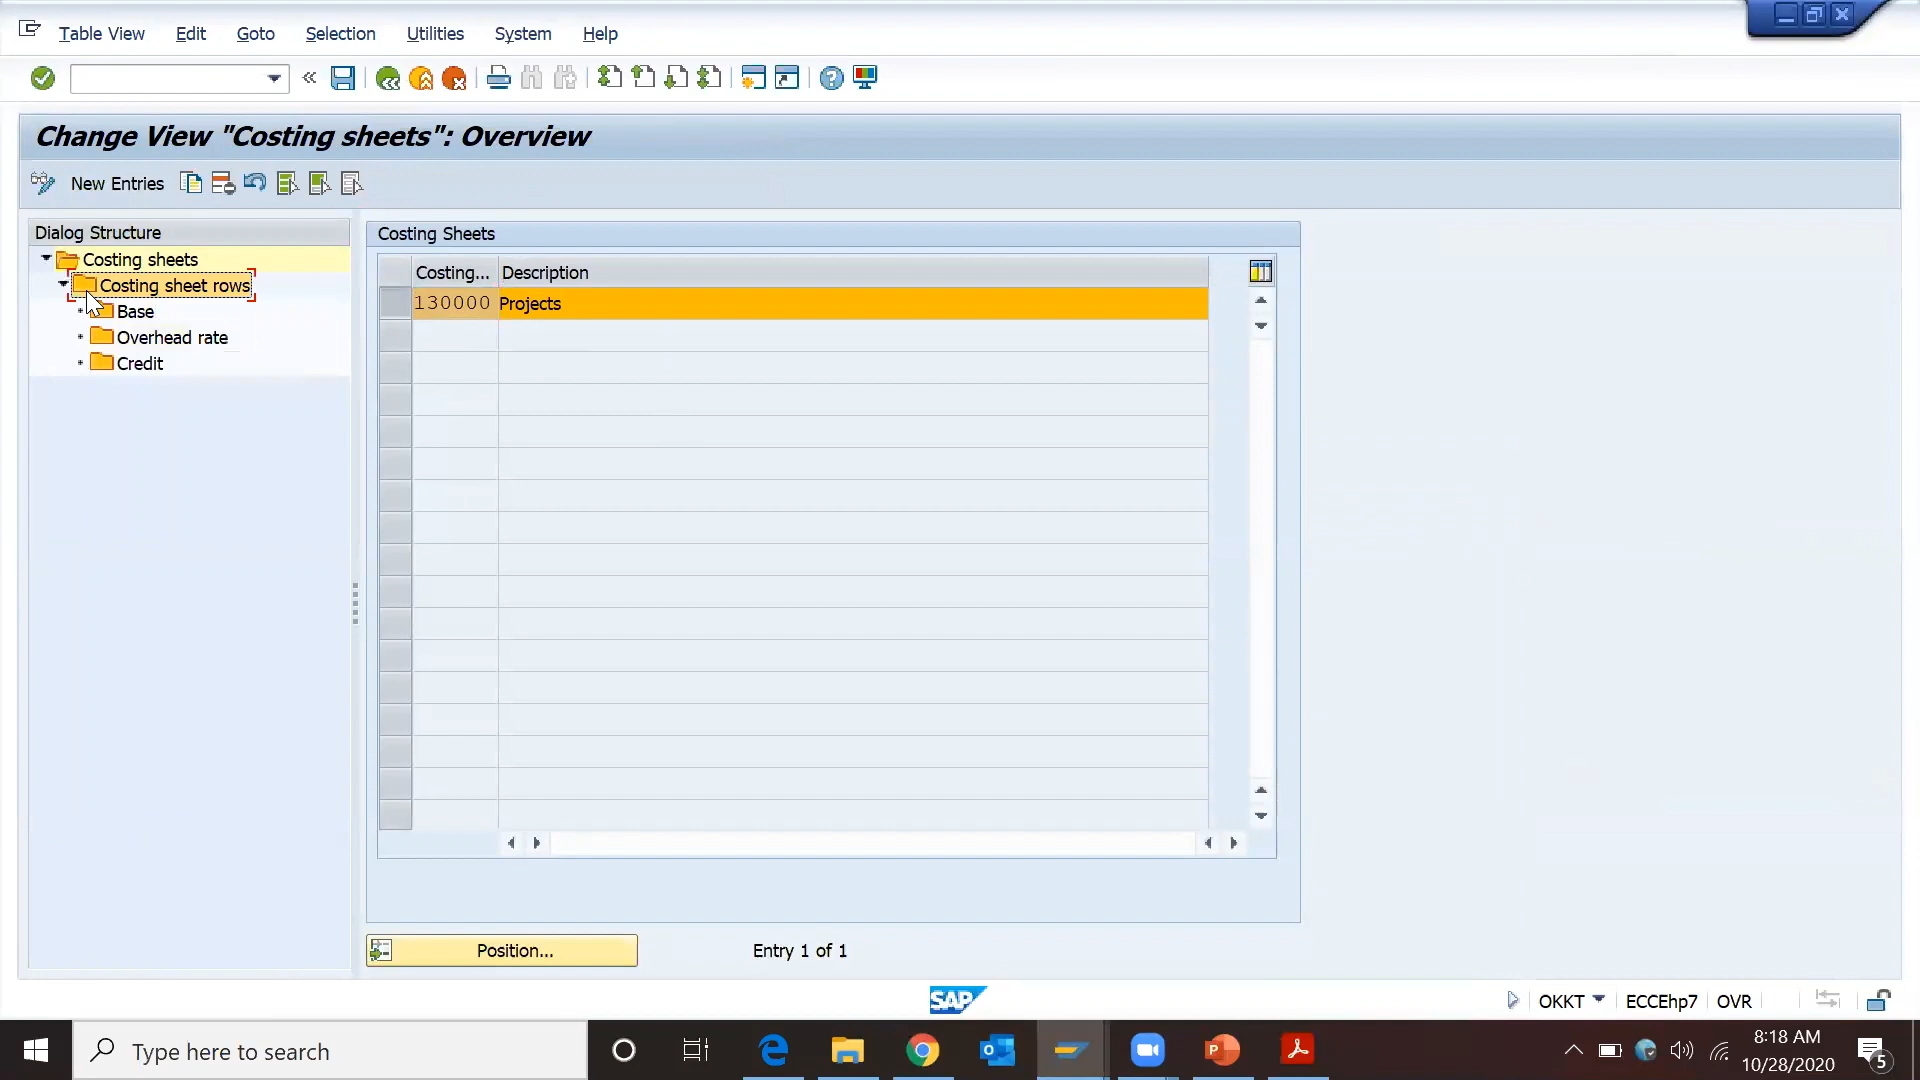 Table View Edit Goto Selection Utilities System Help
Change View "Costing sheets": Overview
New Entries
Dialog Structure
Costing sheets
Costing sheet rows
Base
Overhead rate
Credit
Costing Sheets
Costing... Description
130000 Projects
Position... Entry 1 of 1
SAP OKKT ECCEhp7 OVR
Type here to search
8:18 AM
10/28/2020
5